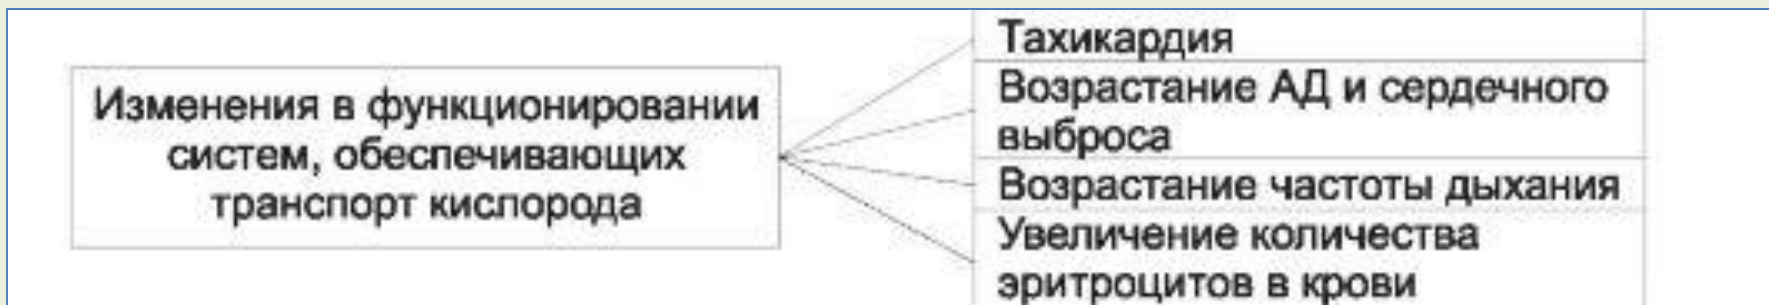 Изменения в функционировании
систем, обеспечивающих
транспорт кислорода
Тахикардия
Возрастание АД и сердечного
выброса
Возрастание частоты дыхания
Увеличение количества
эритроцитов в крови